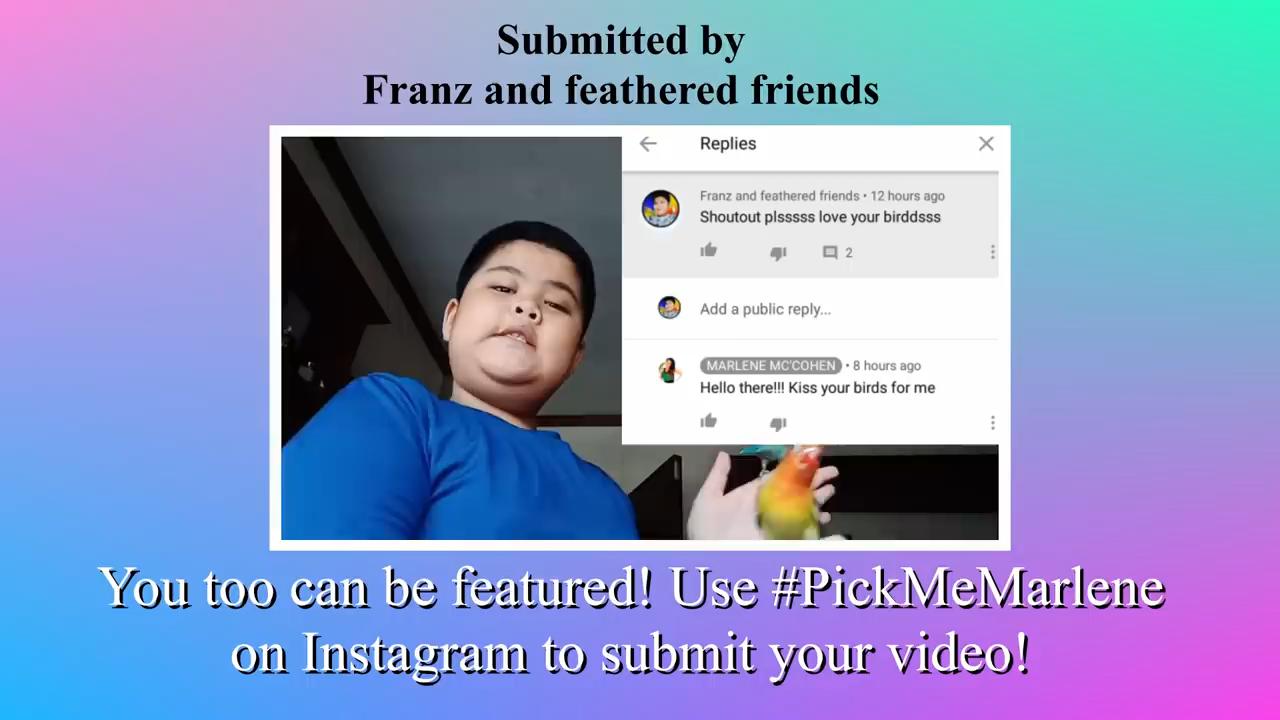 Submitted by
Franz and feathered friends
Replies
Franz and feathered friends • 12 hours ago
Shoutout plsssss love your birddsss
2
Add a public reply...
MARLENE MC'COHEN • 8 hours ago
Hello there!!! Kiss your birds for me
You too can be featured! Use #PickMeMarlene
on Instagram to submit your video!